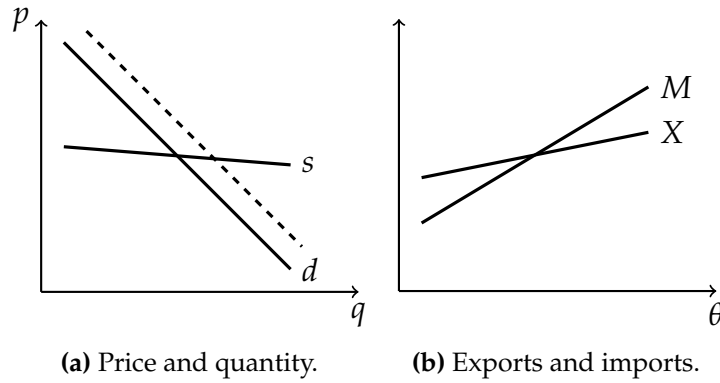 p
s
d
q
(a) Price and quantity.
M
X
θ
(b) Exports and imports.